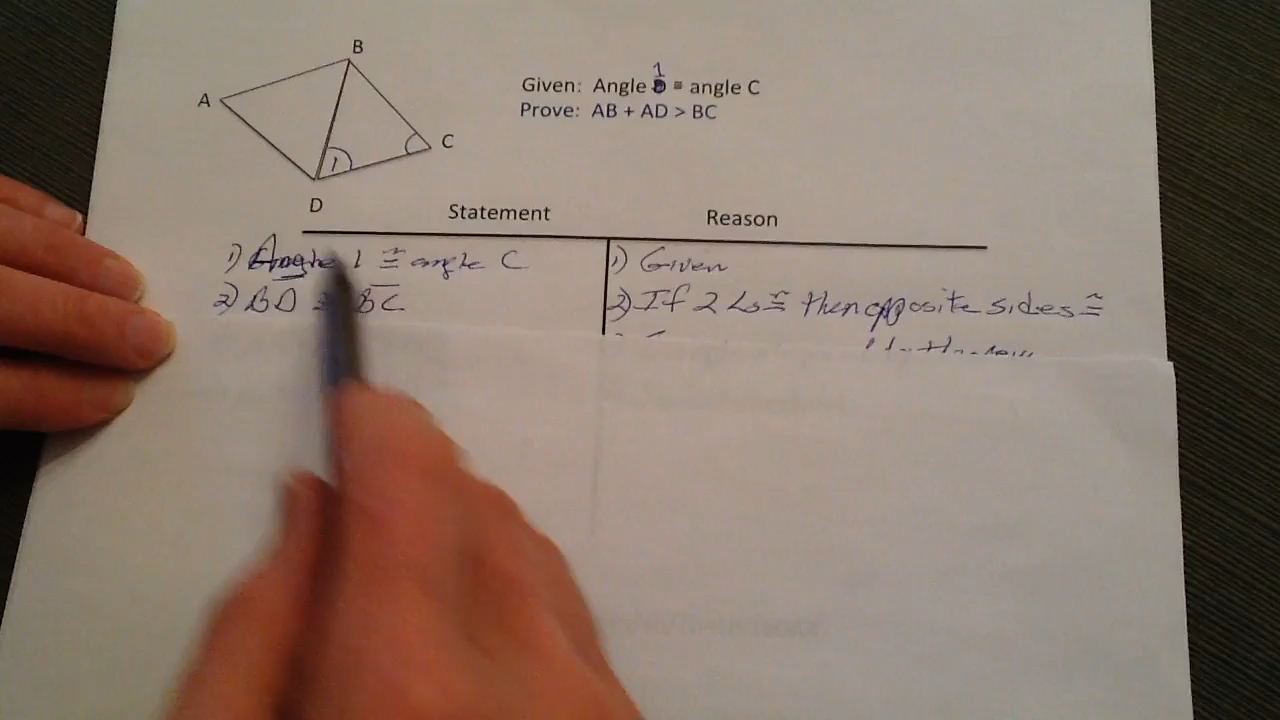 B
A
C
D
1
Given: Angle 1 ≅ angle C
Prove: AB + AD > BC
Statement
Reason
1) Angle 1 ≅ angle C
1) Given
2) BD ≅ BC
2) If 2 ∠s ≅ then opposite sides ≅